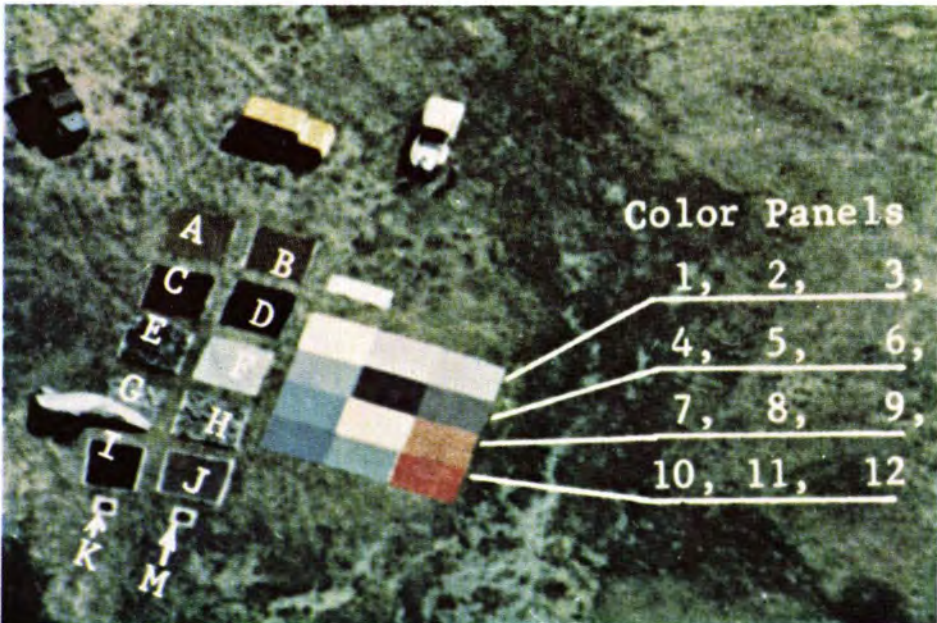 Color Panels
A
B
1, 2, 3,
C
D
E
4, 5, 6,
F
G
7, 8, 9,
H
I
10, 11, 12
J
K
M